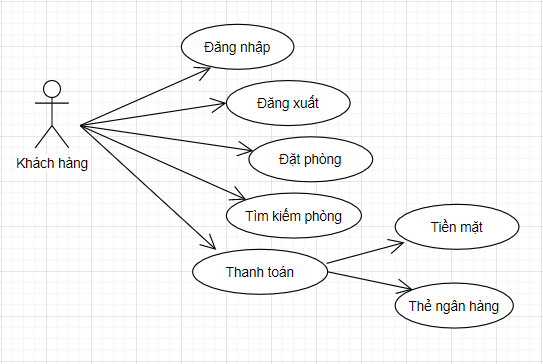 Đăng nhập
Đăng xuất
Khách hàng
Đặt phòng
Tìm kiếm phòng
Tiền mặt
Thanh toán
Thẻ ngân hàng